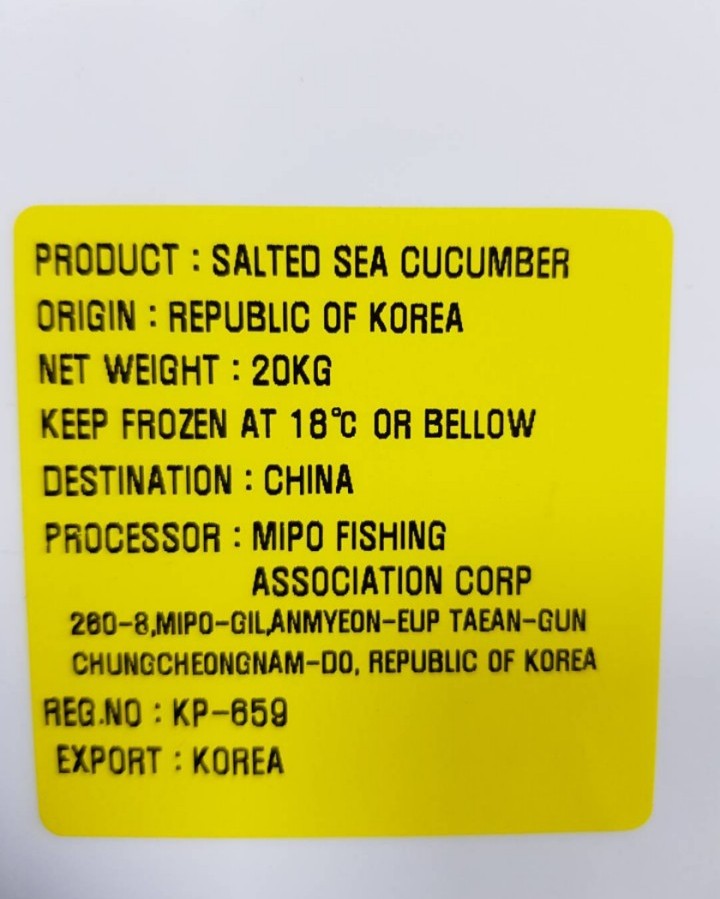 PRODUCT : SALTED SEA CUCUMBER
ORIGIN : REPUBLIC OF KOREA
NET WEIGHT : 20KG
KEEP FROZEN AT 18℃ OR BELLOW
DESTINATION : CHINA
PROCESSOR : MIPO FISHING
ASSOCIATION CORP
260-8,MIPO-GIL,ANMYEON-EUP TAEAN-GUN
CHUNGCHEONGNAM-DO, REPUBLIC OF KOREA
REG.NO : KP-659
EXPORT : KOREA